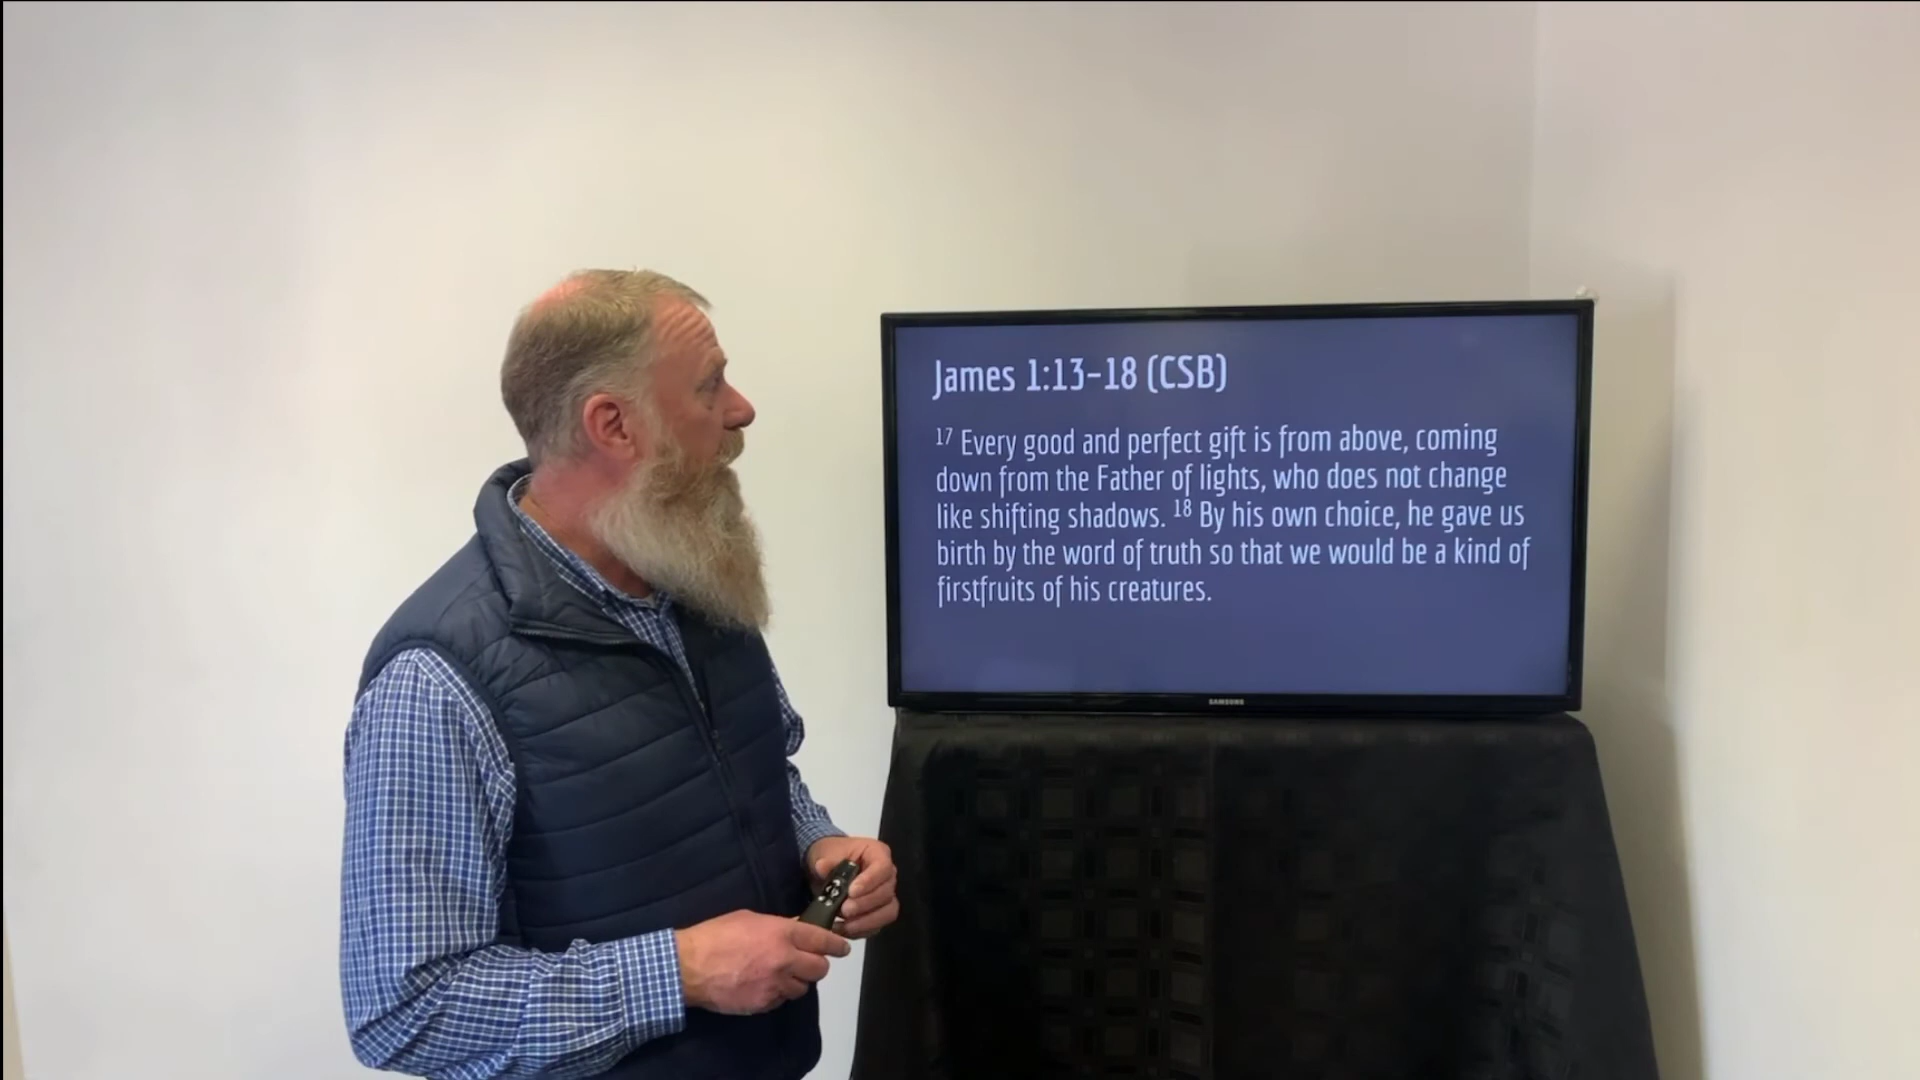 James 1:13–18 (CSB)
17 Every good and perfect gift is from above, coming
down from the Father of lights, who does not change
like shifting shadows. 18 By his own choice, he gave us
birth by the word of truth so that we would be a kind of
firstfruits of his creatures.
SAMSUNG